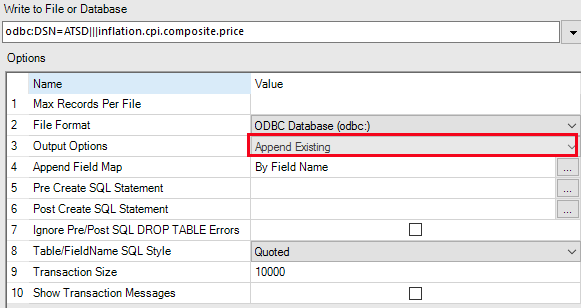 Write to File or Database
odbc:DSN=ATSD|||inflation.cpi.composite.price
Options
Name Value
1 Max Records Per File
2 File Format ODBC Database (odbc:)
3 Output Options Append Existing
4 Append Field Map By Field Name ...
5 Pre Create SQL Statement ...
6 Post Create SQL Statement ...
7 Ignore Pre/Post SQL DROP TABLE Errors
8 Table/FieldName SQL Style Quoted
9 Transaction Size 10000
10 Show Transaction Messages